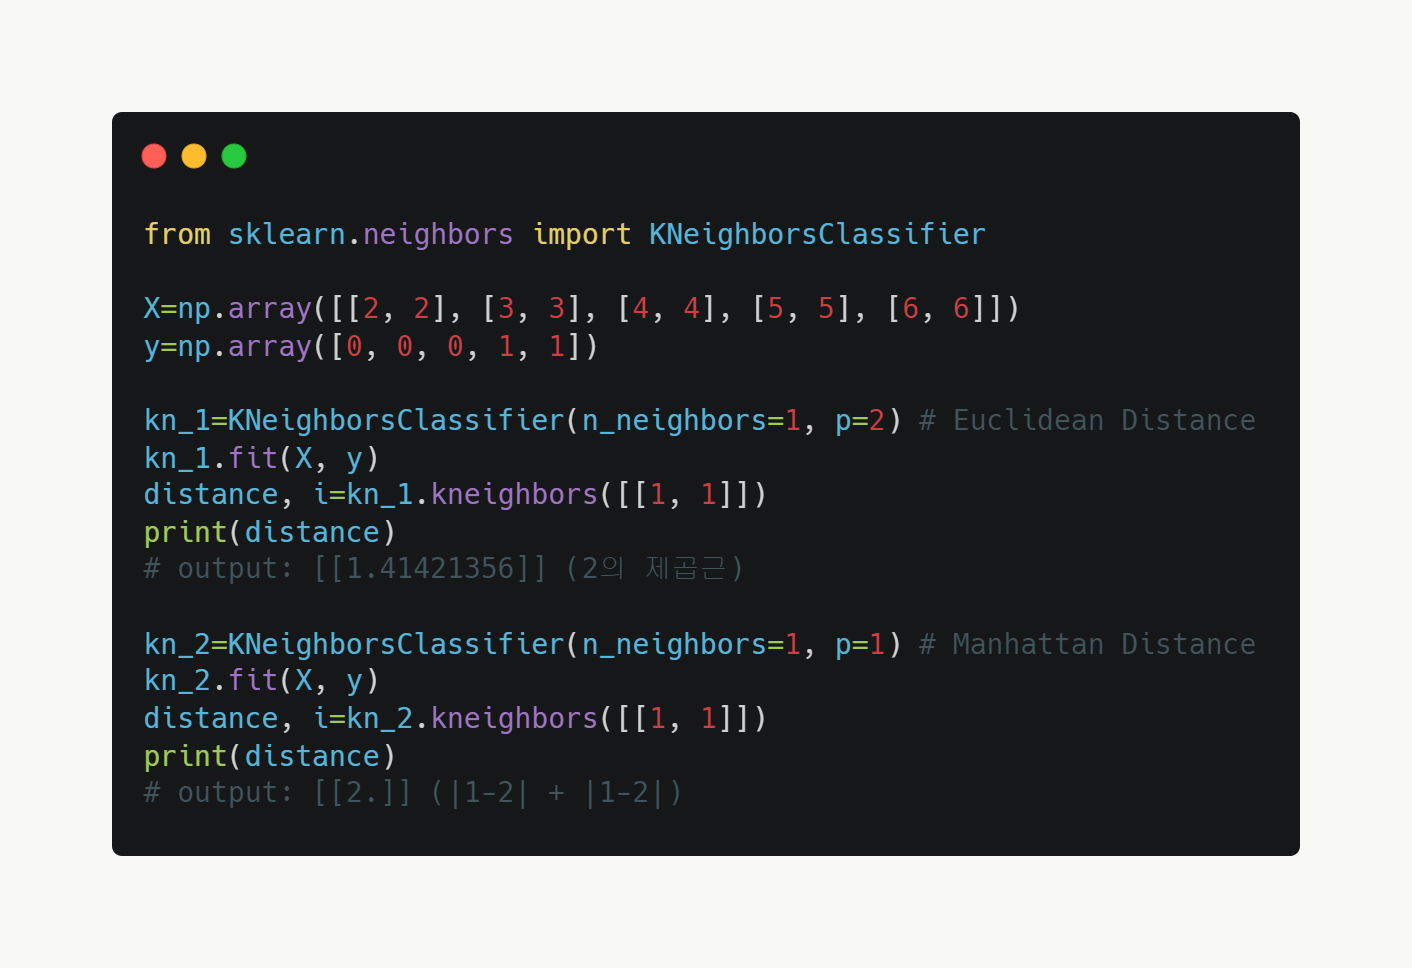 from sklearn.neighbors import KNeighborsClassifier
X=np.array([[2, 2], [3, 3], [4, 4], [5, 5], [6, 6]])
y=np.array([0, 0, 0, 1, 1])
kn_1=KNeighborsClassifier(n_neighbors=1, p=2) # Euclidean Distance
kn_1.fit(X, y)
distance, i=kn_1.kneighbors([[1, 1]])
print(distance)
# output: [[1.41421356]] (2의 제곱근)
kn_2=KNeighborsClassifier(n_neighbors=1, p=1) # Manhattan Distance
kn_2.fit(X, y)
distance, i=kn_2.kneighbors([[1, 1]])
print(distance)
# output: [[2.]] (|1-2| + |1-2|)